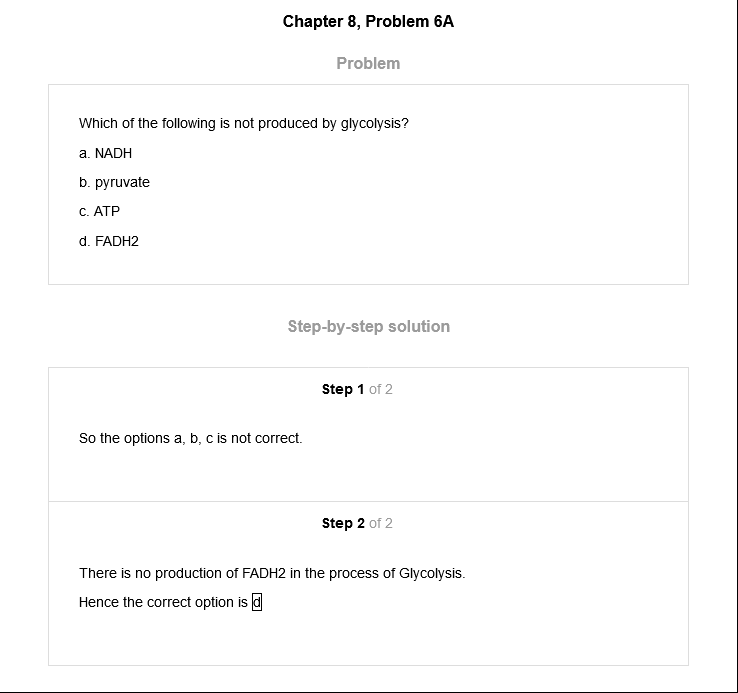 Chapter 8, Problem 6A
Problem
Which of the following is not produced by glycolysis?
a. NADH
b. pyruvate
c. ATP
d. FADH2
Step-by-step solution
Step 1 of 2
So the options a, b, c is not correct.
Step 2 of 2
There is no production of FADH2 in the process of Glycolysis.
Hence the correct option is d